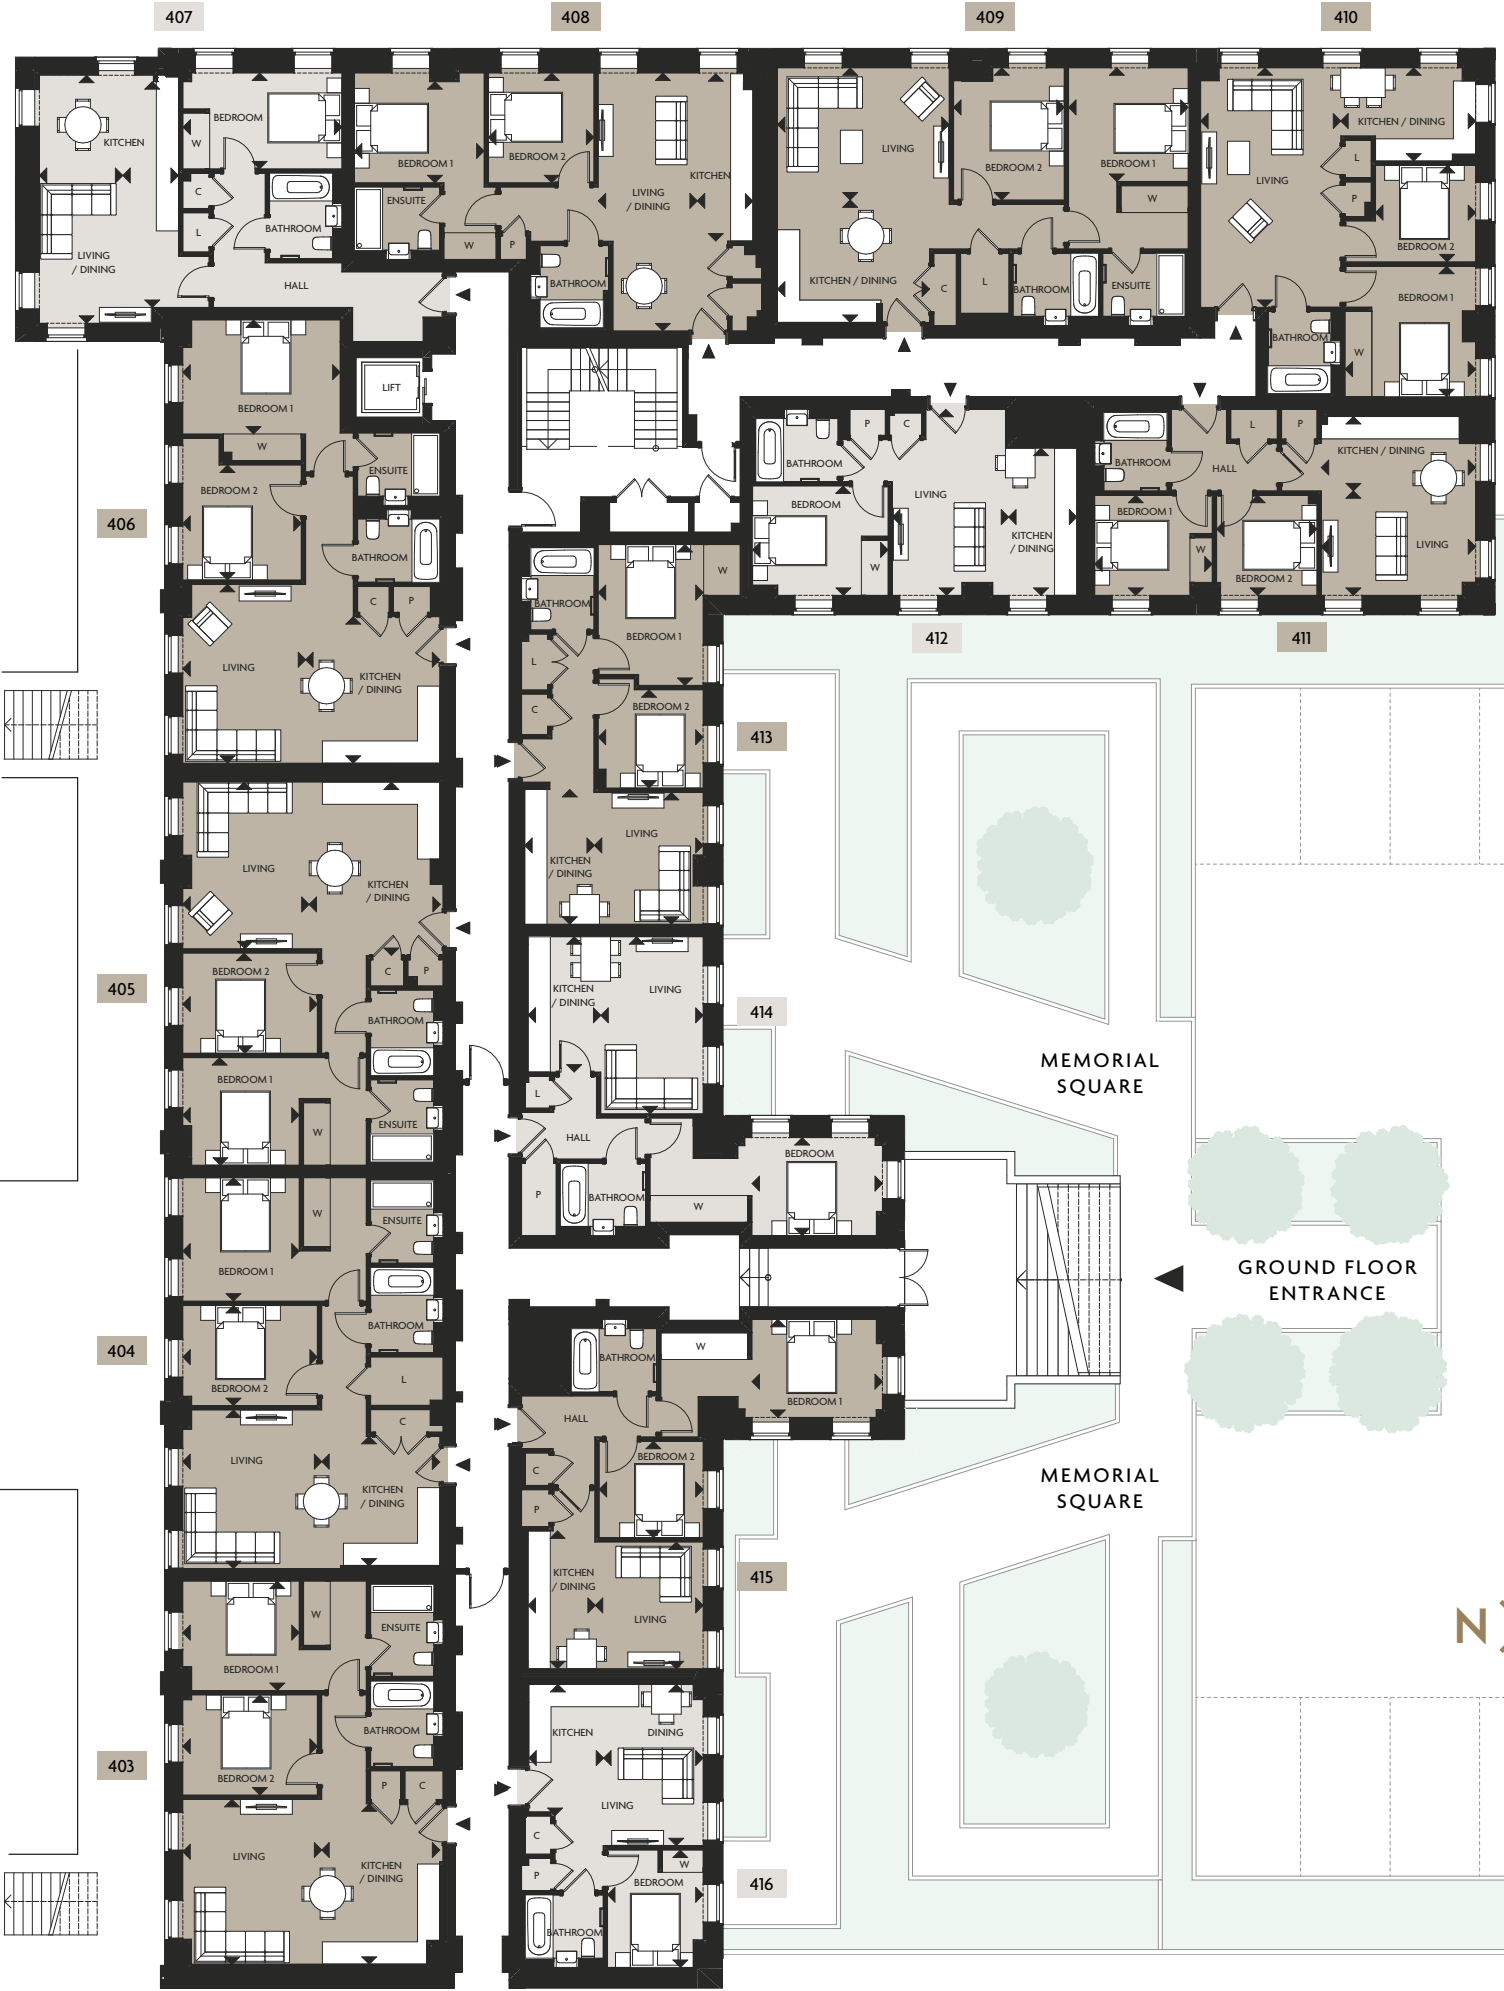 407
408
409
410
KITCHEN
LIVING
/ DINING
BEDROOM
W
C
L
BATHROOM
HALL
BEDROOM 1
BEDROOM 2
ENSUITE
W
P
BATHROOM
LIVING
/ DINING
KITCHEN
LIVING
KITCHEN / DINING
BEDROOM 2
BEDROOM 1
W
C
L
BATHROOM
ENSUITE
KITCHEN / DINING
LIVING
L
P
BEDROOM 2
BEDROOM 1
BATHROOM
W
LIFT
406
BEDROOM 1
W
BEDROOM 2
ENSUITE
BATHROOM
C
P
LIVING
KITCHEN
/ DINING
BATHROOM
P
C
BEDROOM
W
LIVING
KITCHEN
/ DINING
412
BATHROOM
HALL
L
P
KITCHEN / DINING
BEDROOM 1
W
BEDROOM 2
LIVING
411
BATHROOM
W
BEDROOM 1
L
C
BEDROOM 2
413
LIVING
KITCHEN
/ DINING
405
LIVING
KITCHEN
/ DINING
C
P
BEDROOM 2
BATHROOM
BEDROOM 1
W
ENSUITE
KITCHEN
/ DINING
LIVING
414
L
HALL
P
BATHROOM
W
BEDROOM
MEMORIAL
SQUARE
GROUND FLOOR
ENTRANCE
404
W
ENSUITE
BEDROOM 1
BATHROOM
BEDROOM 2
L
C
LIVING
KITCHEN
/ DINING
BATHROOM
W
BEDROOM 1
HALL
C
P
BEDROOM 2
KITCHEN
/ DINING
LIVING
415
MEMORIAL
SQUARE
N
403
W
ENSUITE
BEDROOM 1
BATHROOM
BEDROOM 2
P
C
LIVING
KITCHEN
/ DINING
KITCHEN
DINING
LIVING
C
P
W
BEDROOM
BATHROOM
416